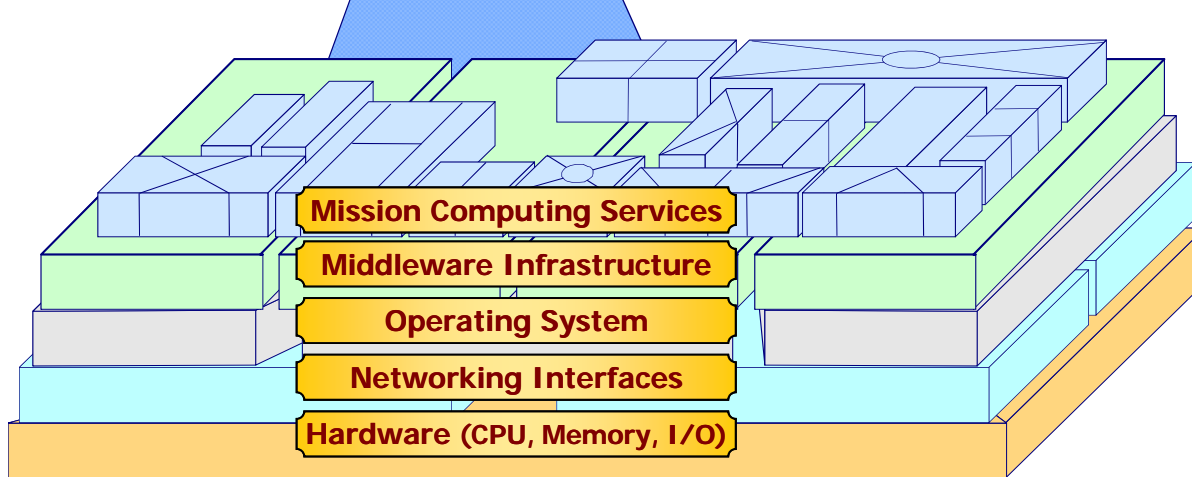 Mission Computing Services
Middleware Infrastructure
Operating System
Networking Interfaces
Hardware (CPU, Memory, I/O)